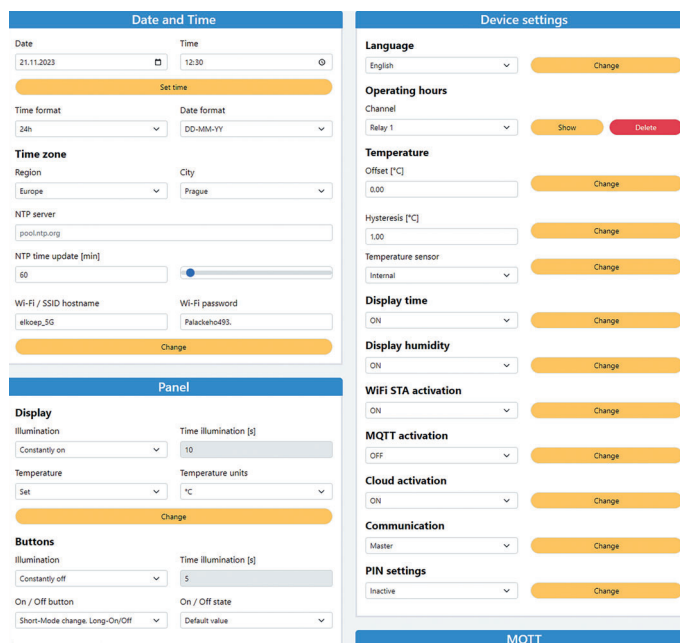 Date and Time
Date Time
21.11.2023 12:30
Set time
Time format Date format
24h DD-MM-YY
Time zone
Region City
Europe Prague
NTP server
pool.ntp.org
NTP time update [min]
60
Wi-Fi / SSID hostname Wi-Fi password
elkoep_5G Palackeho493.
Change
Panel
Display
Illumination Time illumination [s]
Constantly on 10
Temperature Temperature units
Set °C
Change
Buttons
Illumination Time illumination [s]
Constantly off 5
On / Off button On / Off state
Short-Mode change, Long-On/Off Default value
Device settings
Language
English Change
Operating hours
Channel
Relay 1 Show Delete
Temperature
Offset [°C]
0,00 Change
Hysteresis [°C]
1,00 Change
Temperature sensor
Internal Change
Display time
ON Change
Display humidity
ON Change
WiFi STA activation
ON Change
MQTT activation
OFF Change
Cloud activation
ON Change
Communication
Master Change
PIN settings
Inactive Change
MQTT